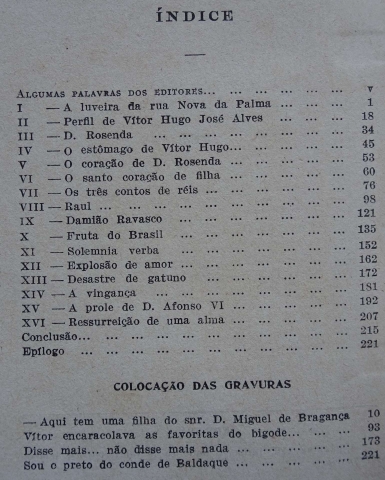 ÍNDICE
ALGUMAS PALAVRAS DOS EDITORES... ... ... ... ... ... v
I — A luveira da rua Nova da Palma ... ... ... 1
II — Perfil de Vítor Hugo José Alves ... ... ... 18
III — D. Rosenda ... ... ... ... ... ... ... ... 34
IV — O estômago de Vítor Hugo... ... ... ... ... 45
V — O coração de D. Rosenda ... ... ... ... ... 53
VI — O santo coração de filha ... ... ... ... ... 60
VII — Os três contos de réis ... ... ... ... ... 76
VIII — Raul ... ... ... ... ... ... ... ... ... 98
IX — Damião Ravasco ... ... ... ... ... ... ... 121
X — Fruta do Brasil ... ... ... ... ... ... ... 135
XI — Solemnia verba ... ... ... ... ... ... ... 152
XII — Explosão de amor ... ... ... ... ... ... 162
XIII — Desastre de gatuno ... ... ... ... ... ... 172
XIV — A vingança ... ... ... ... ... ... ... ... 181
XV — A prole de D. Afonso VI ... ... ... ... ... 192
XVI — Ressurreição de uma alma ... ... ... ... ... 207
Conclusão... ... ... ... ... ... ... ... ... ... 215
Epílogo ... ... ... ... ... ... ... ... ... ... 221
COLOCAÇÃO DAS GRAVURAS
— Aqui tem uma filha do snr. D. Miguel de Bragança 10
Vítor encaracolava as favoritas do bigode... ... ... 93
Disse mais... não disse mais nada ... ... ... ... 173
Sou o preto do conde de Baldaque ... ... ... ... 221